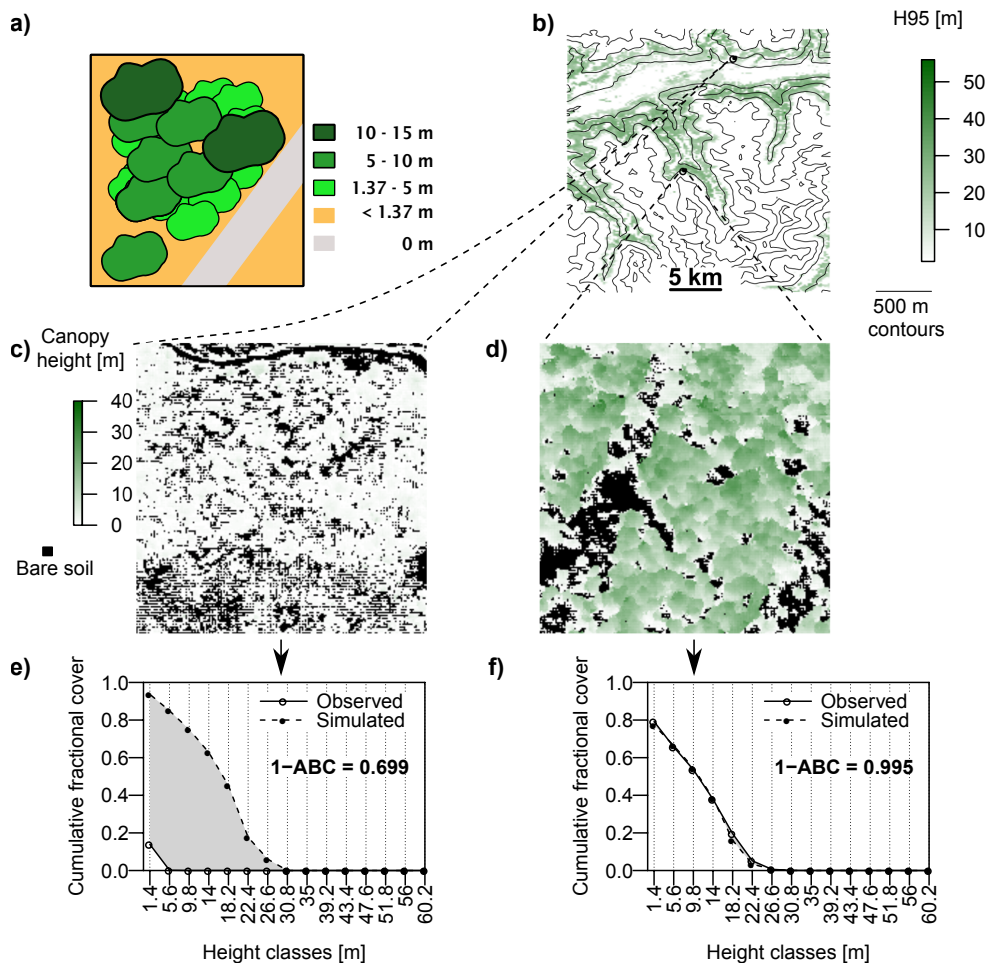 a)
10 - 15 m
5 - 10 m
1.37 - 5 m
< 1.37 m
0 m
b)
5 km
H95 [m]
50
40
30
20
10
500 m
contours
c)
Canopy
height [m]
40
30
20
10
0
Bare soil
d)
e)
Cumulative fractional cover
1.0
0.8
0.6
0.4
0.2
0.0
Observed
Simulated
1−ABC = 0.699
1.4
5.6
9.8
14
18.2
22.4
26.6
30.8
35
39.2
43.4
47.6
51.8
56
60.2
Height classes [m]
f)
Cumulative fractional cover
1.0
0.8
0.6
0.4
0.2
0.0
Observed
Simulated
1−ABC = 0.995
1.4
5.6
9.8
14
18.2
22.4
26.6
30.8
35
39.2
43.4
47.6
51.8
56
60.2
Height classes [m]